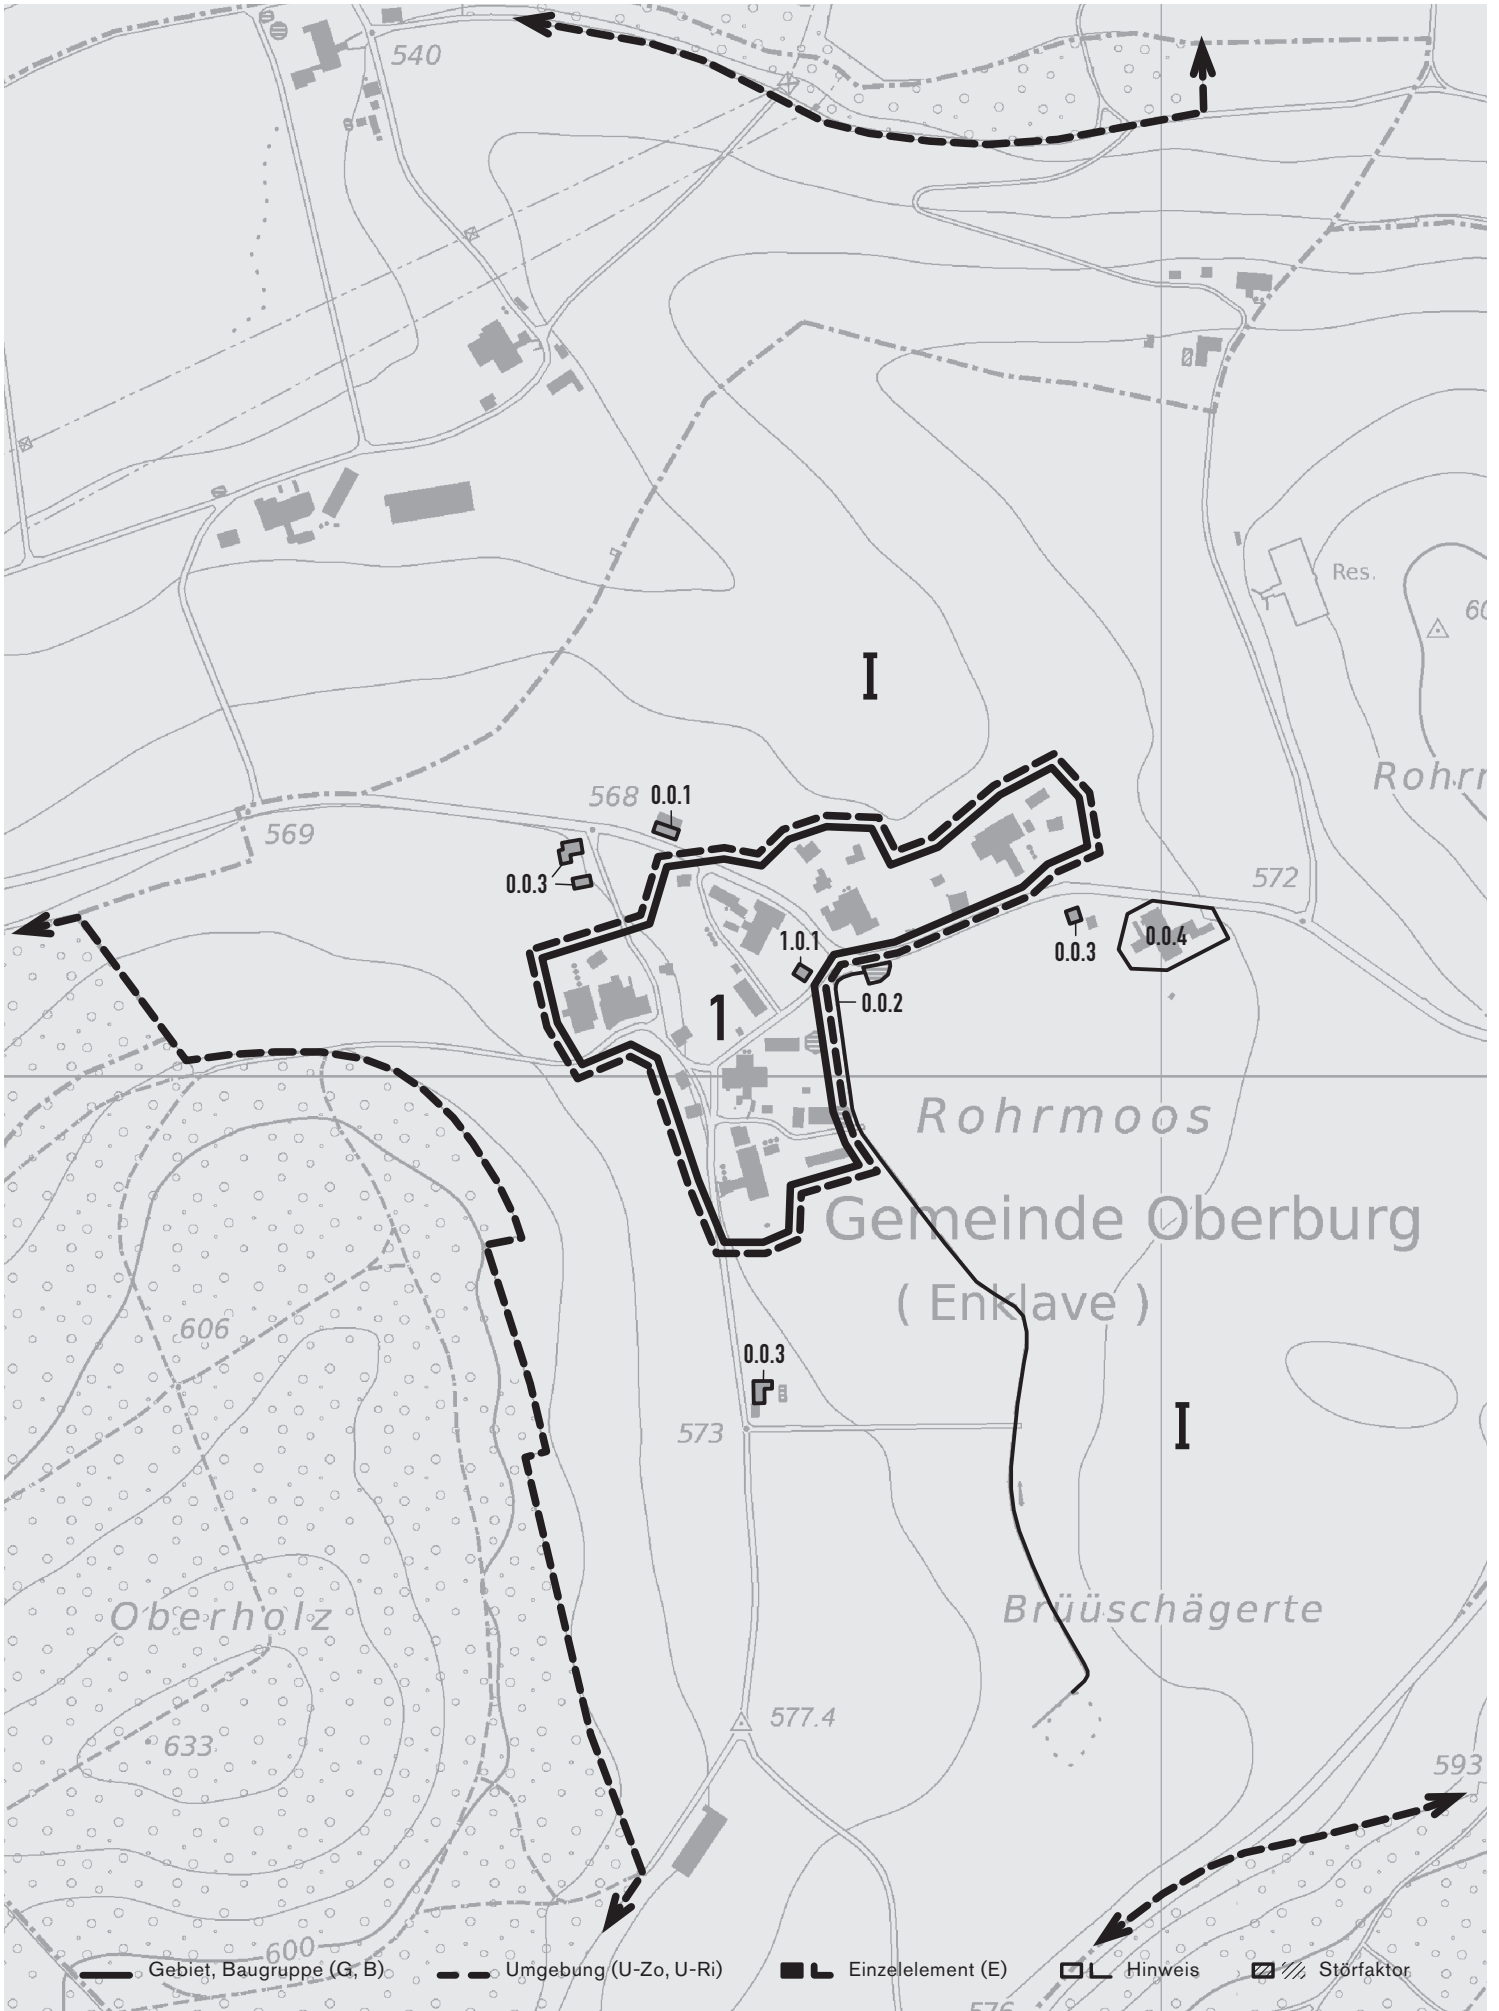 540
Res.
60
I
Rohrr
568
0.0.1
569
0.0.3
572
1.0.1
0.0.3
0.0.4
0.0.2
1
Rohrmoos
Gemeinde Oberburg
( Enklave )
606
0.0.3
573
I
Oberholz
Brüüschägerte
633
577.4
593
600
Gebiet, Baugruppe (G, B)
Umgebung (U-Zo, U-Ri)
Einzelelement (E)
Hinweis
Störfaktor
576